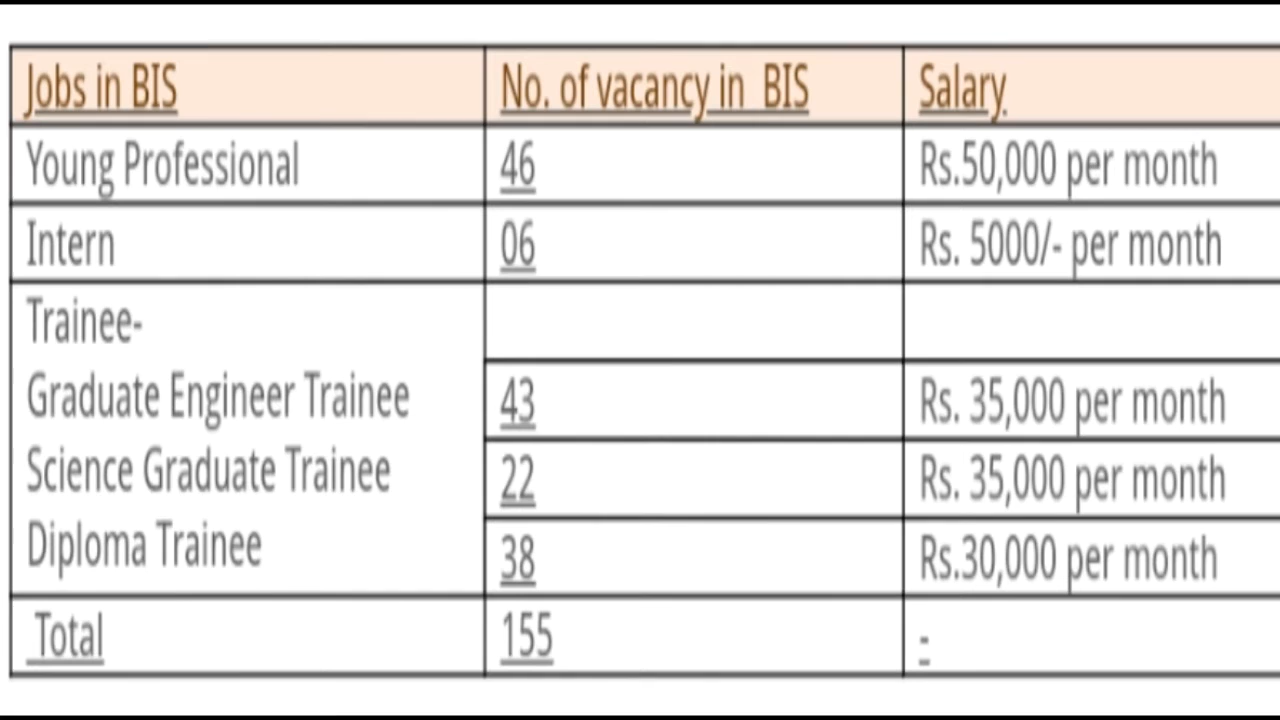 Jobs in BIS No. of vacancy in BIS Salary
Young Professional 46 Rs.50,000 per month
Intern 06 Rs. 5000/- per month
Trainee-
Graduate Engineer Trainee 43 Rs. 35,000 per month
Science Graduate Trainee 22 Rs. 35,000 per month
Diploma Trainee 38 Rs.30,000 per month
Total 155 -